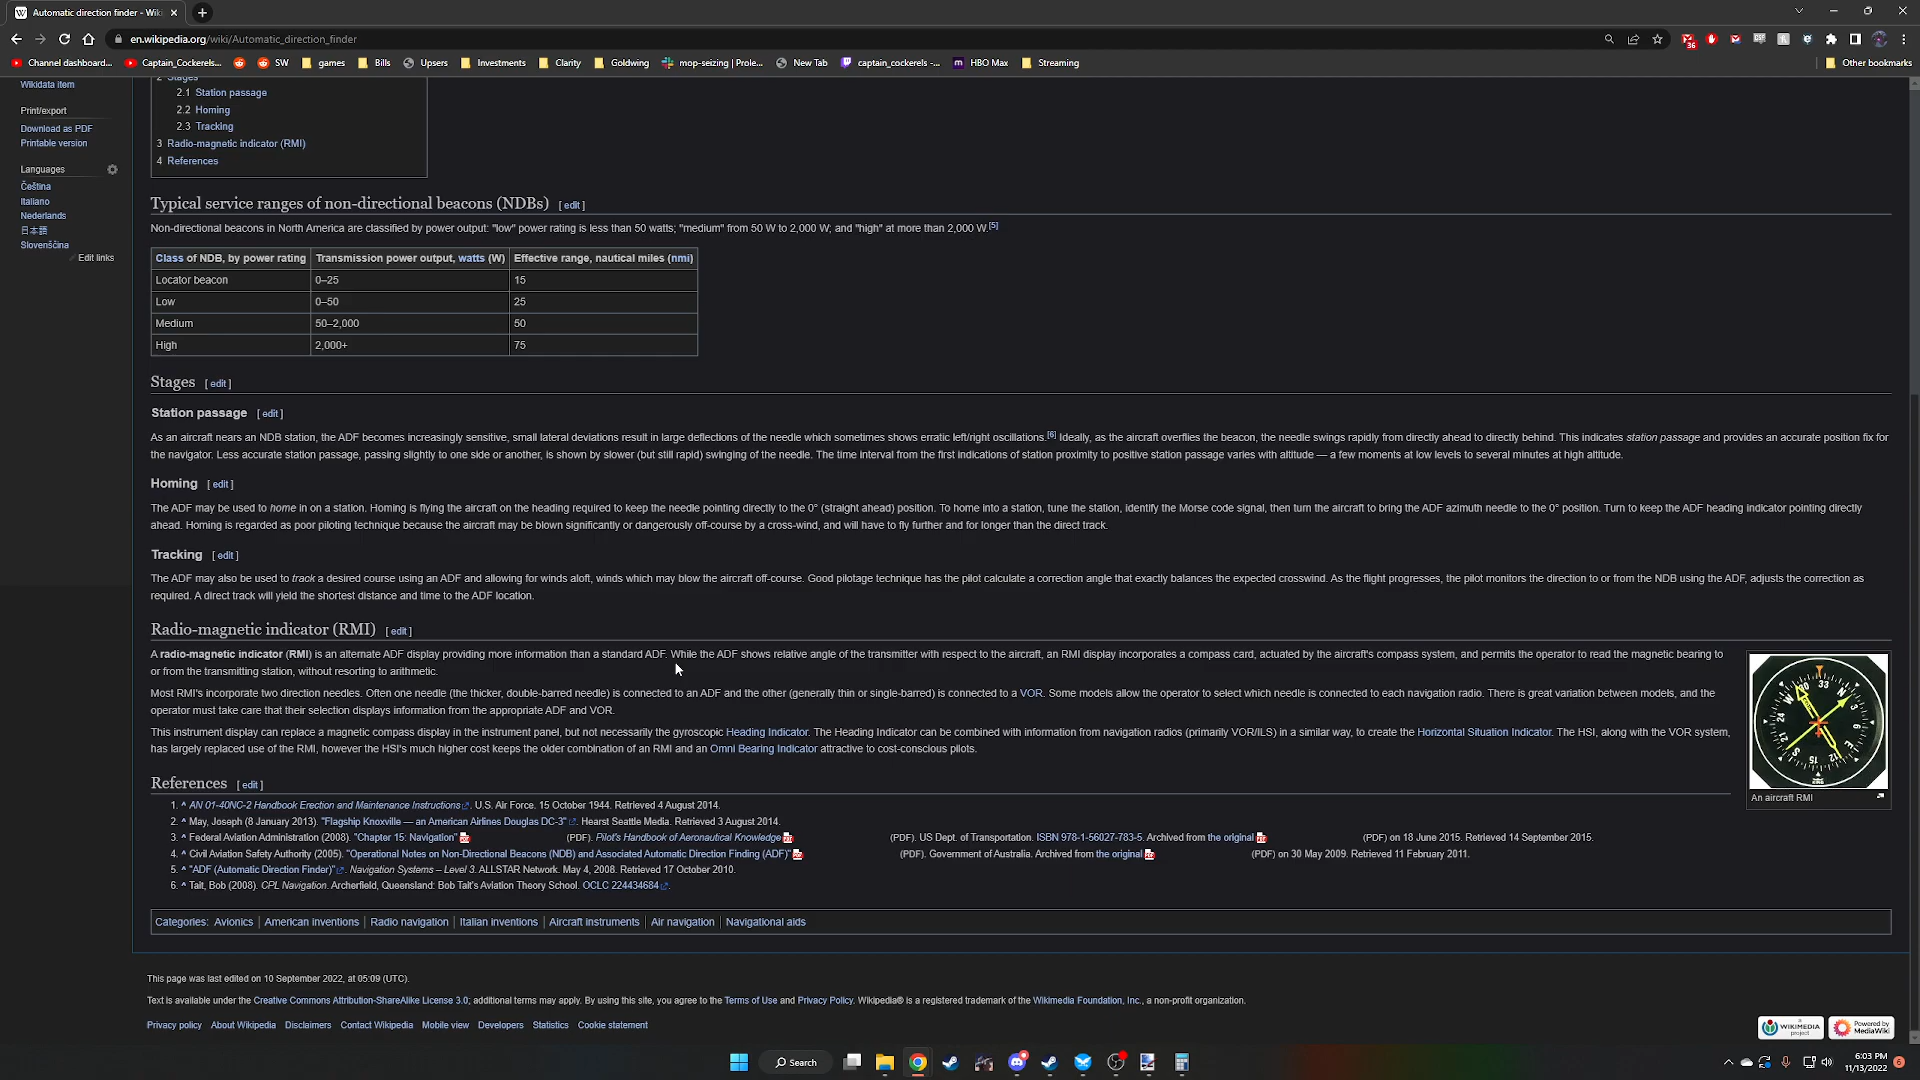 Automatic direction finder - Wiki
en.wikipedia.org/wiki/Automatic_direction_finder
Channel dashboard... Captain_Cockerels... SW games Bills Upsers Investments Clarity Goldwing mop-seizing | Prole... New Tab captain_cockerels -... HBO Max Streaming Other bookmarks
Wikidata item
Print/export
Download as PDF
Printable version
Languages
Čeština
Italiano
Nederlands
日本語
Slovenščina
Edit links
2 Stages
2.1 Station passage
2.2 Homing
2.3 Tracking
3 Radio-magnetic indicator (RMI)
4 References
Typical service ranges of non-directional beacons (NDBs) [ edit ]
Non-directional beacons in North America are classified by power output: "low" power rating is less than 50 watts; "medium" from 50 W to 2,000 W; and "high" at more than 2,000 W.[5]
Class of NDB, by power rating Transmission power output, watts (W) Effective range, nautical miles (nmi)
Locator beacon 0–25 15
Low 0–50 25
Medium 50–2,000 50
High 2,000+ 75
Stages [ edit ]
Station passage [ edit ]
As an aircraft nears an NDB station, the ADF becomes increasingly sensitive, small lateral deviations result in large deflections of the needle which sometimes shows erratic left/right oscillations.[6] Ideally, as the aircraft overflies the beacon, the needle swings rapidly from directly ahead to directly behind. This indicates station passage and provides an accurate position fix for
the navigator. Less accurate station passage, passing slightly to one side or another, is shown by slower (but still rapid) swinging of the needle. The time interval from the first indications of station proximity to positive station passage varies with altitude — a few moments at low levels to several minutes at high altitude.
Homing [ edit ]
The ADF may be used to home in on a station. Homing is flying the aircraft on the heading required to keep the needle pointing directly to the 0° (straight ahead) position. To home into a station, tune the station, identify the Morse code signal, then turn the aircraft to bring the ADF azimuth needle to the 0° position. Turn to keep the ADF heading indicator pointing directly
ahead. Homing is regarded as poor piloting technique because the aircraft may be blown significantly or dangerously off-course by a cross-wind, and will have to fly further and for longer than the direct track.
Tracking [ edit ]
The ADF may also be used to track a desired course using an ADF and allowing for winds aloft, winds which may blow the aircraft off-course. Good pilotage technique has the pilot calculate a correction angle that exactly balances the expected crosswind. As the flight progresses, the pilot monitors the direction to or from the NDB using the ADF, adjusts the correction as
required. A direct track will yield the shortest distance and time to the ADF location.
Radio-magnetic indicator (RMI) [ edit ]
A radio-magnetic indicator (RMI) is an alternate ADF display providing more information than a standard ADF. While the ADF shows relative angle of the transmitter with respect to the aircraft, an RMI display incorporates a compass card, actuated by the aircraft's compass system, and permits the operator to read the magnetic bearing to
or from the transmitting station, without resorting to arithmetic.
Most RMI's incorporate two direction needles. Often one needle (the thicker, double-barred needle) is connected to an ADF and the other (generally thin or single-barred) is connected to a VOR. Some models allow the operator to select which needle is connected to each navigation radio. There is great variation between models, and the
operator must take care that their selection displays information from the appropriate ADF and VOR.
This instrument display can replace a magnetic compass display in the instrument panel, but not necessarily the gyroscopic Heading Indicator. The Heading Indicator can be combined with information from navigation radios (primarily VOR/ILS) in a similar way, to create the Horizontal Situation Indicator. The HSI, along with the VOR system,
has largely replaced use of the RMI, however the HSI's much higher cost keeps the older combination of an RMI and an Omni Bearing Indicator attractive to cost-conscious pilots.
An aircraft RMI
References [ edit ]
1. ^ AN 01-40NC-2 Handbook Erection and Maintenance Instructions. U.S. Air Force. 15 October 1944. Retrieved 4 August 2014.
2. ^ May, Joseph (8 January 2013). "Flagship Knoxville — an American Airlines Douglas DC-3". Hearst Seattle Media. Retrieved 3 August 2014.
3. ^ Federal Aviation Administration (2008). "Chapter 15: Navigation" (PDF). Pilot's Handbook of Aeronautical Knowledge (PDF). US Dept. of Transportation. ISBN 978-1-56027-783-5. Archived from the original (PDF) on 18 June 2015. Retrieved 14 September 2015.
4. ^ Civil Aviation Safety Authority (2005). "Operational Notes on Non-Directional Beacons (NDB) and Associated Automatic Direction Finding (ADF)" (PDF). Government of Australia. Archived from the original (PDF) on 30 May 2009. Retrieved 11 February 2011.
5. ^ "ADF (Automatic Direction Finder)". Navigation Systems – Level 3. ALLSTAR Network. May 4, 2008. Retrieved 17 October 2010.
6. ^ Tait, Bob (2008). CPL Navigation. Archerfield, Queensland: Bob Tait's Aviation Theory School. OCLC 224434684.
Categories: Avionics | American inventions | Radio navigation | Italian inventions | Aircraft instruments | Air navigation | Navigational aids
This page was last edited on 10 September 2022, at 05:09 (UTC).
Text is available under the Creative Commons Attribution-ShareAlike License 3.0; additional terms may apply. By using this site, you agree to the Terms of Use and Privacy Policy. Wikipedia® is a registered trademark of the Wikimedia Foundation, Inc., a non-profit organization.
Privacy policy About Wikipedia Disclaimers Contact Wikipedia Mobile view Developers Statistics Cookie statement
WIKIMEDIA project
Powered by MediaWiki
Search
6:03 PM
11/13/2022